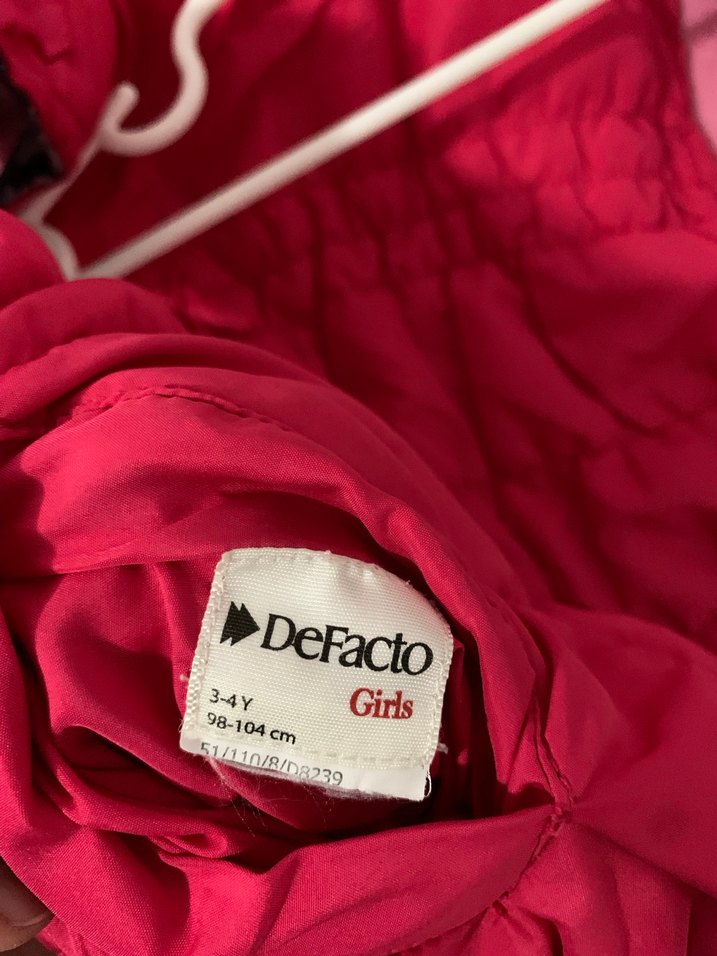 DeFacto
Girls
3-4 Y
98-104 cm
51/110/8/D8239